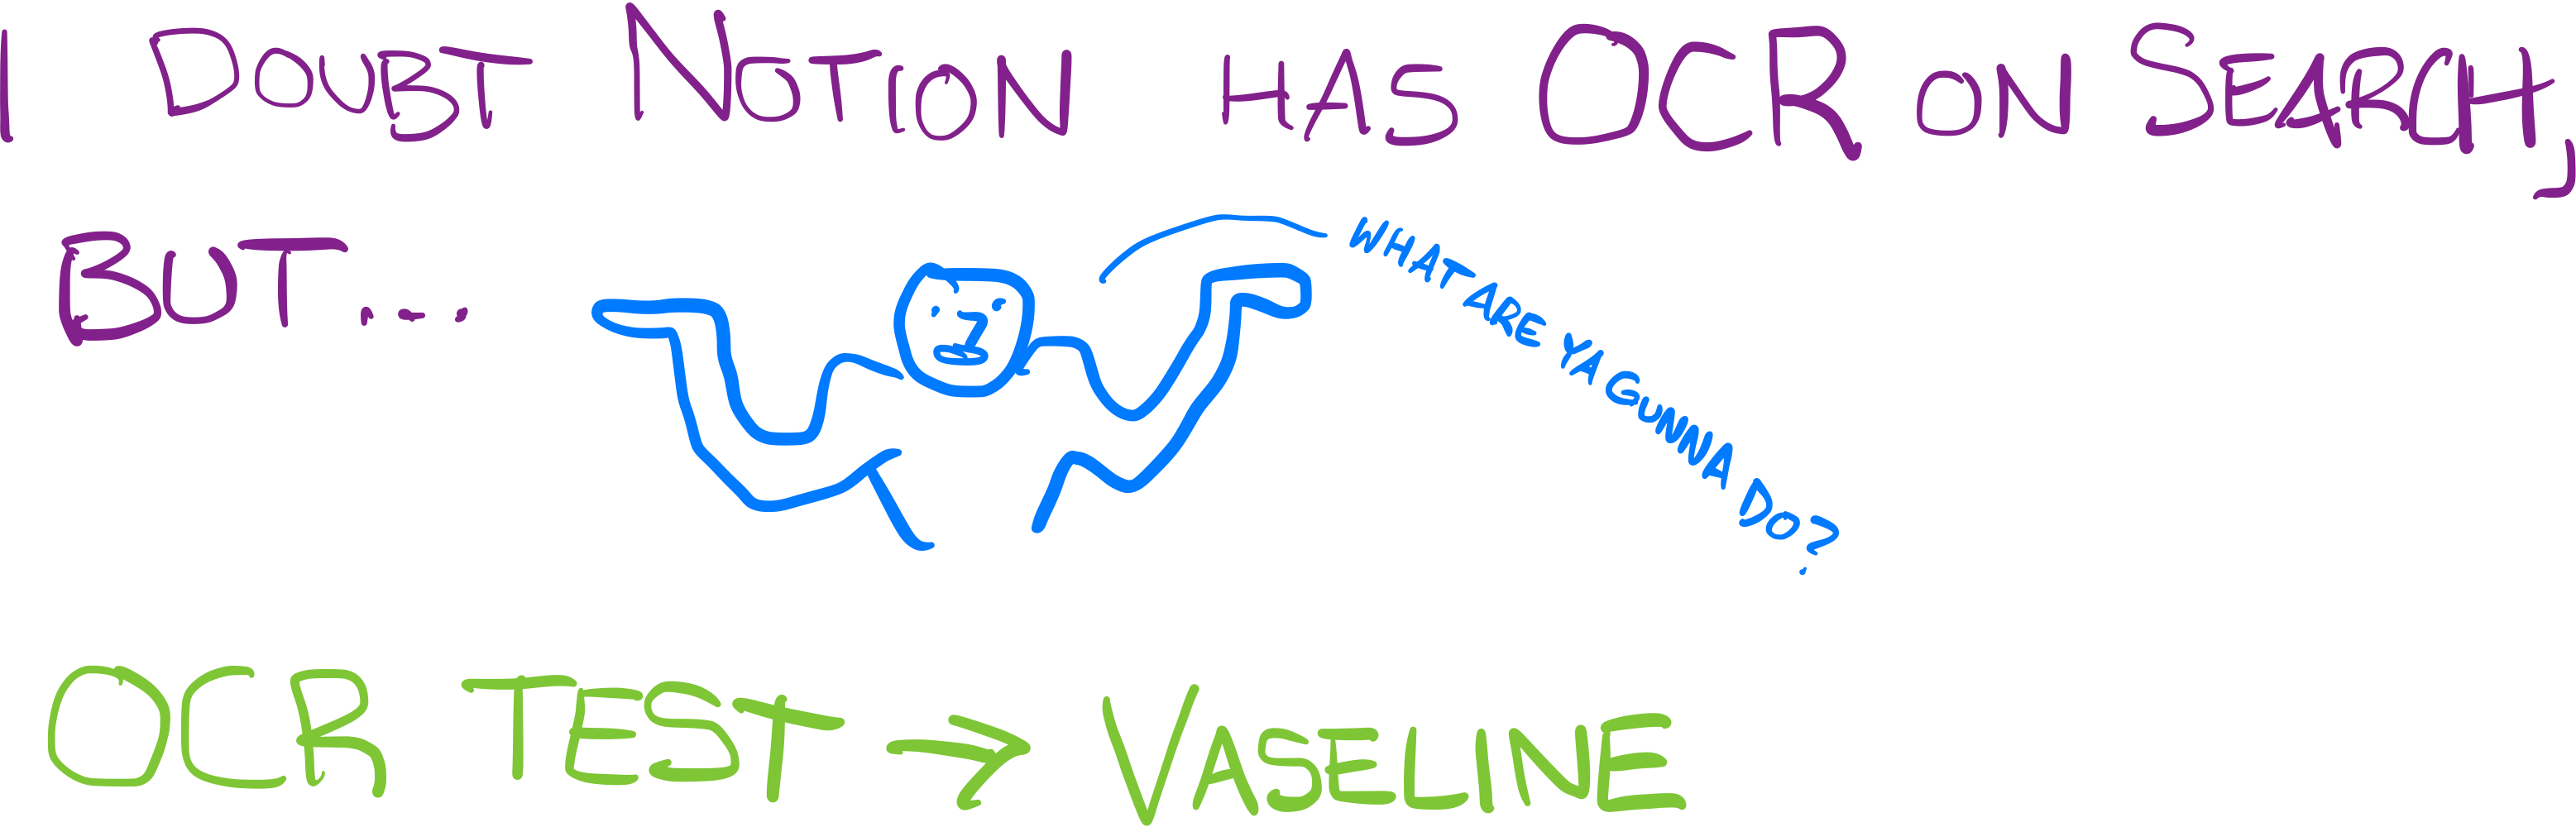 I DOUBT NOTION HAS OCR ON SEARCH,
BUT...
WHAT ARE YA GUNNA DO?
OCR TEST → VASELINE